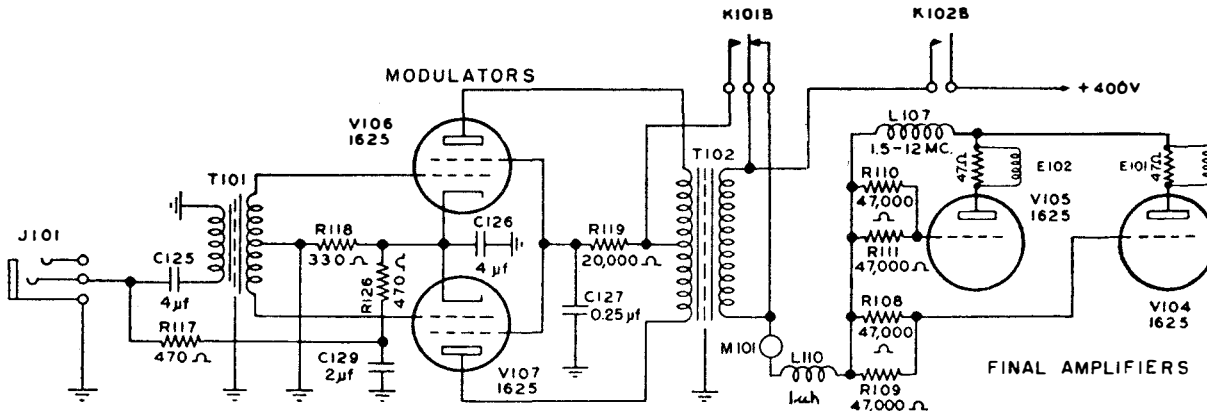 K101B
K102B
MODULATORS
+ 400V
V106
1625
L107
1.5-12 MC.
T101
T102
47Ω
E102
E101
47Ω
R110
47,000
Ω
V105
1625
J101
C125
4μf
R118
330 Ω
R126
470 Ω
C126
4 μf
R119
20,000 Ω
R111
47,000
Ω
V104
1625
C127
0.25 μf
R108
47,000
Ω
R117
470 Ω
C129
2μf
V107
1625
M101
L110
R109
47,000 Ω
FINAL AMPLIFIERS